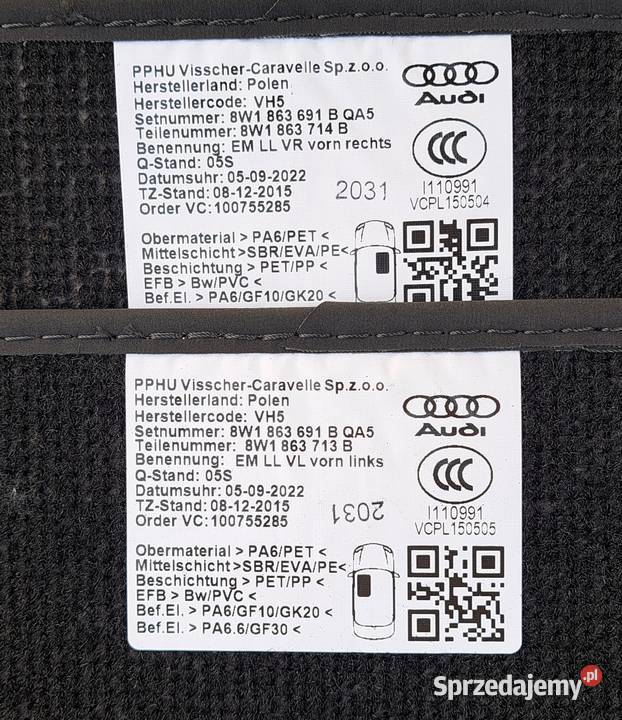 PPHU Visscher-Caravelle Sp.z.o.o.
Herstellerland: Polen
Herstellercode: VH5
Setnummer: 8W1 863 691 B QA5
Teilenummer: 8W1 863 714 B
Benennung: EM LL VR vorn rechts
Q-Stand: 05S
Datumsuhr: 05-09-2022
TZ-Stand: 08-12-2015
Order VC: 100755285
2031
Audi
CCC
I110991
VCPL150504
Obermaterial > PA6/PET <
Mittelschicht >SBR/EVA/PE<
Beschichtung > PET/PP <
EFB > Bw/PVC <
Bef.El. > PA6/GF10/GK20 <
PPHU Visscher-Caravelle Sp.z.o.o.
Herstellerland: Polen
Herstellercode: VH5
Setnummer: 8W1 863 691 B QA5
Teilenummer: 8W1 863 713 B
Benennung: EM LL VL vorn links
Q-Stand: 05S
Datumsuhr: 05-09-2022
TZ-Stand: 08-12-2015
Order VC: 100755285
2031
Audi
CCC
I110991
VCPL150505
Obermaterial > PA6/PET <
Mittelschicht >SBR/EVA/PE<
Beschichtung > PET/PP <
EFB > Bw/PVC <
Bef.El. > PA6/GF10/GK20 <
Bef.El. > PA6.6/GF30 <
Sprzedajemy.pl